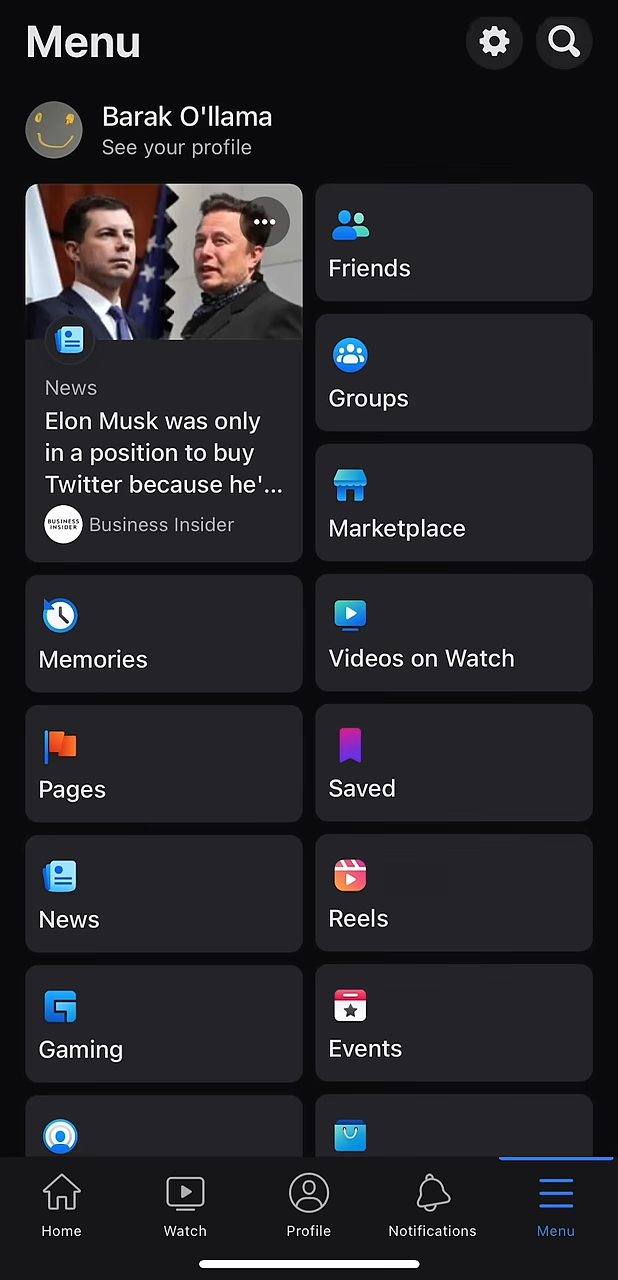 Menu
Barak O'llama
See your profile
News
Elon Musk was only
in a position to buy
Twitter because he'...
BUSINESS
INSIDER
Business Insider
Friends
Groups
Marketplace
Memories
Videos on Watch
Pages
Saved
News
Reels
Gaming
Events
Home
Watch
Profile
Notifications
Menu